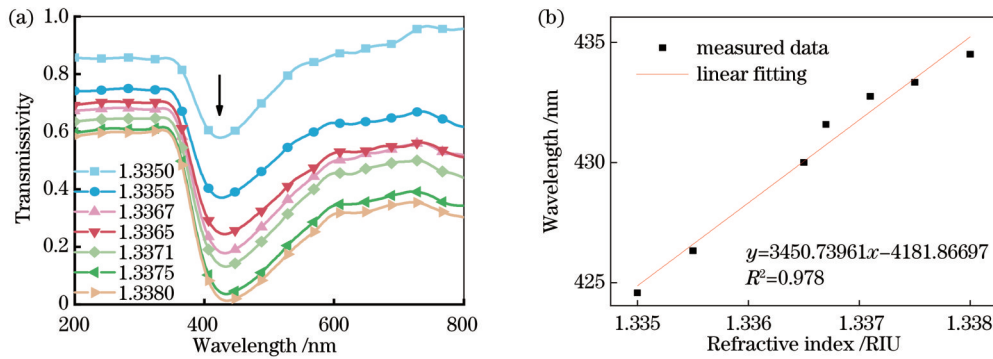 (a)
1.0
0.8
0.6
0.4
0.2
0
Transmissivity
1.3350
1.3355
1.3367
1.3365
1.3371
1.3375
1.3380
200
400
600
800
Wavelength /nm
(b)
435
430
425
Wavelength /nm
measured data
linear fitting
y=3450.73961x−4181.86697
R²=0.978
1.335
1.336
1.337
1.338
Refractive index /RIU